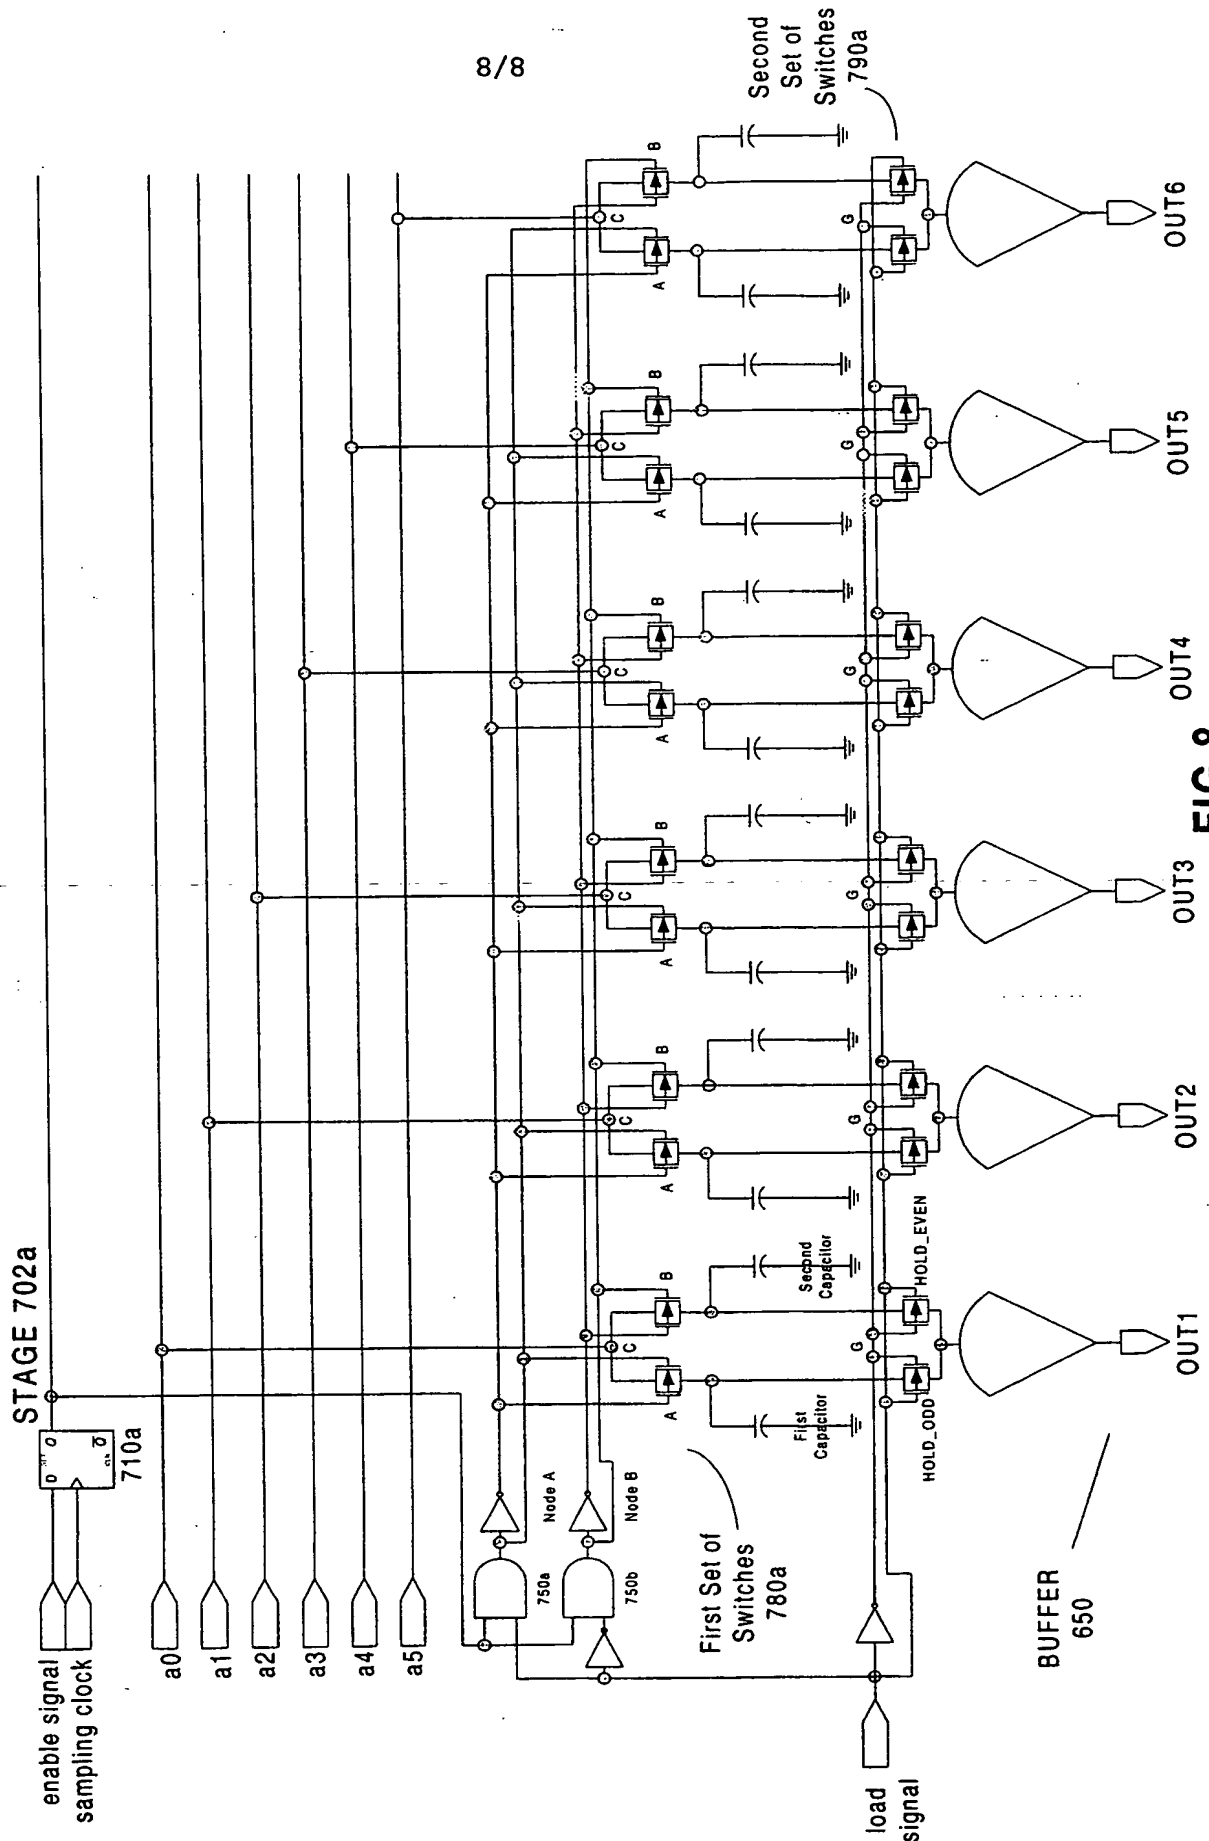 8/8
STAGE 702a
enable signal
sampling clock
D
SET
Q
CLR
Q
710a
a0
a1
a2
a3
a4
a5
750a
Node A
750b
Node B
First Set of
Switches
780a
Second
Set of
Switches
790a
A
C
B
A
C
B
A
C
B
A
C
B
A
C
B
A
C
B
First
Capacitor
Second
Capacitor
HOLD_ODD
G
HOLD_EVEN
G
G
G
G
G
load
signal
BUFFER
650
OUT1
OUT2
OUT3
OUT4
OUT5
OUT6